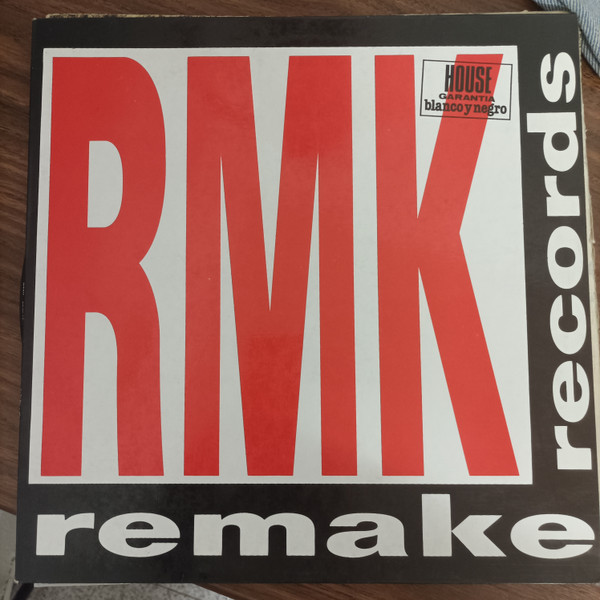 RMK
HOUSE
GARANTIA
blanco y negro
records
remake